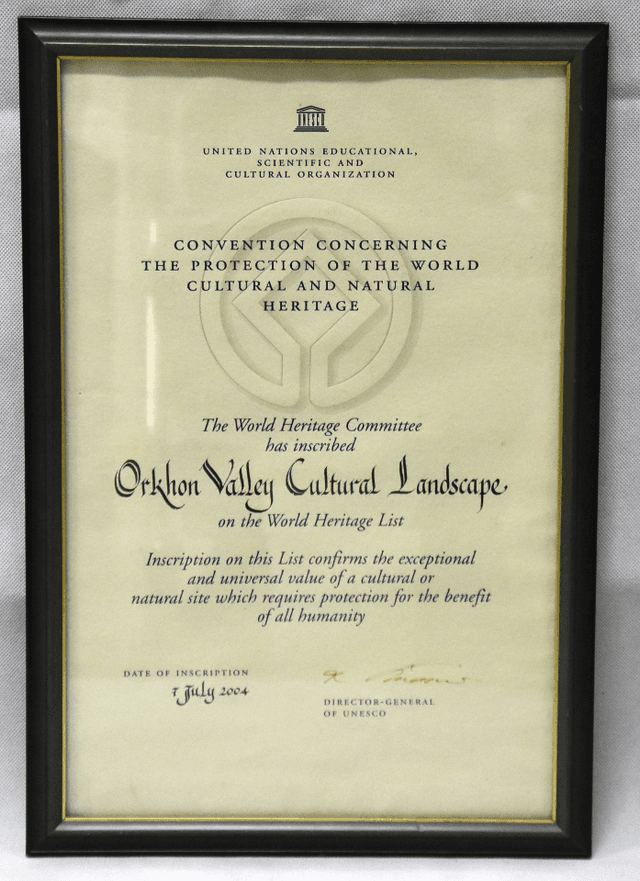 UNITED NATIONS EDUCATIONAL,
SCIENTIFIC AND
CULTURAL ORGANIZATION
CONVENTION CONCERNING
THE PROTECTION OF THE WORLD
CULTURAL AND NATURAL
HERITAGE
The World Heritage Committee
has inscribed
Orkhon Valley Cultural Landscape
on the World Heritage List
Inscription on this List confirms the exceptional
and universal value of a cultural or
natural site which requires protection for the benefit
of all humanity
DATE OF INSCRIPTION
7 July 2004
DIRECTOR-GENERAL
OF UNESCO